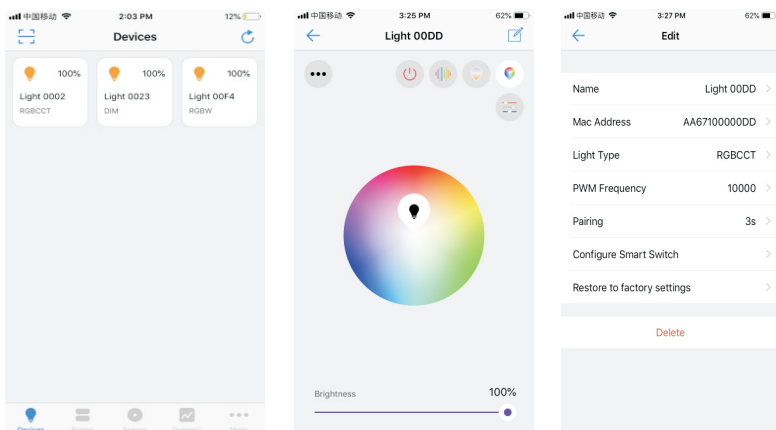 中国移动 2:03 PM 12%
Devices
100% 100% 100%
Light 0002 Light 0023 Light 00F4
RGBCCT DIM RGBW
Devices
中国移动 3:25 PM 62%
Light 00DD
Brightness 100%
中国移动 3:27 PM 62%
Edit
Name Light 00DD
Mac Address AA67100000DD
Light Type RGBCCT
PWM Frequency 10000
Pairing 3s
Configure Smart Switch
Restore to factory settings
Delete